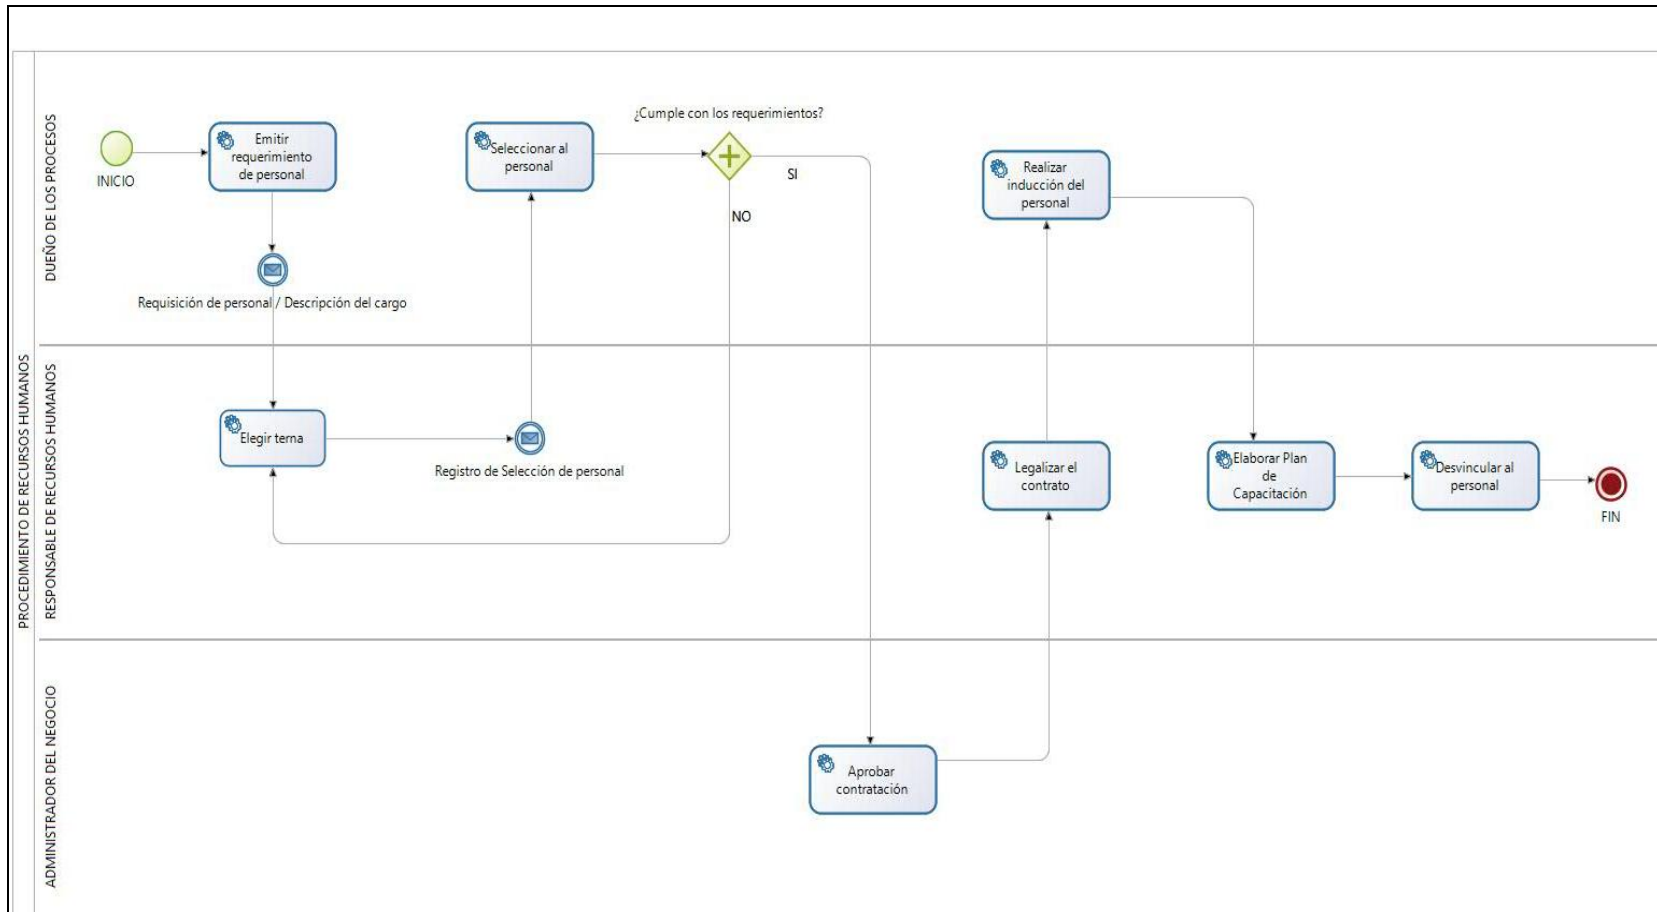 PROCEDIMIENTO DE RECURSOS HUMANOS
DUEÑO DE LOS PROCESOS
INICIO
Emitir
requerimiento
de personal
Requisición de personal / Descripción del cargo
Seleccionar al
personal
¿Cumple con los requerimientos?
SI
NO
Realizar
inducción del
personal
RESPONSABLE DE RECURSOS HUMANOS
Elegir terna
Registro de Selección de personal
Legalizar el
contrato
Elaborar Plan
de
Capacitación
Desvincular al
personal
FIN
ADMINISTRADOR DEL NEGOCIO
Aprobar
contratación